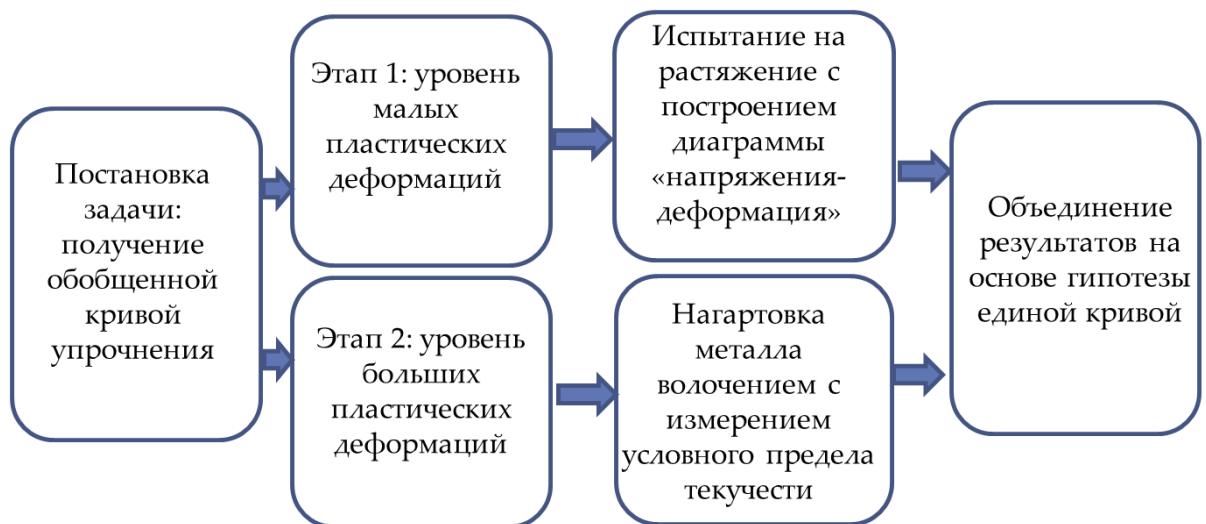 Постановка
задачи:
получение
обобщенной
кривой
упрочнения
Этап 1: уровень
малых
пластических
деформаций
Испытание на
растяжение с
построением
диаграммы
«напряжения-
деформация»
Этап 2: уровень
больших
пластических
деформаций
Нагартовка
металла
волочением с
измерением
условного предела
текучести
Объединение
результатов на
основе гипотезы
единой кривой